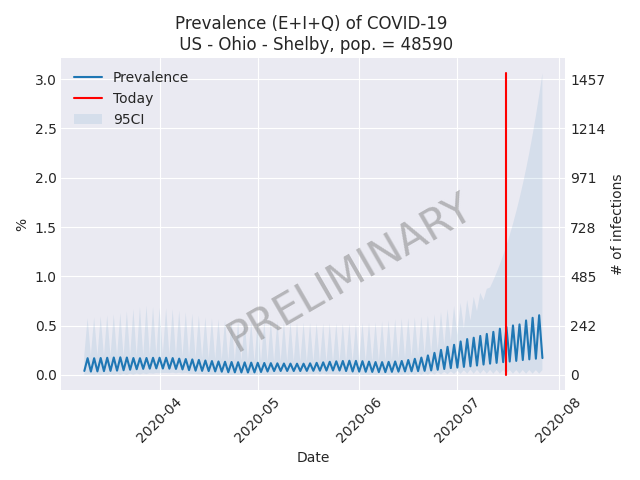 Prevalence (E+I+Q) of COVID-19
US - Ohio - Shelby, pop. = 48590
Prevalence
Today
95CI
PRELIMINARY
%
3.0
2.5
2.0
1.5
1.0
0.5
0.0
1457
1214
971
728
485
242
0
# of infections
2020-04
2020-05
2020-06
2020-07
2020-08
Date